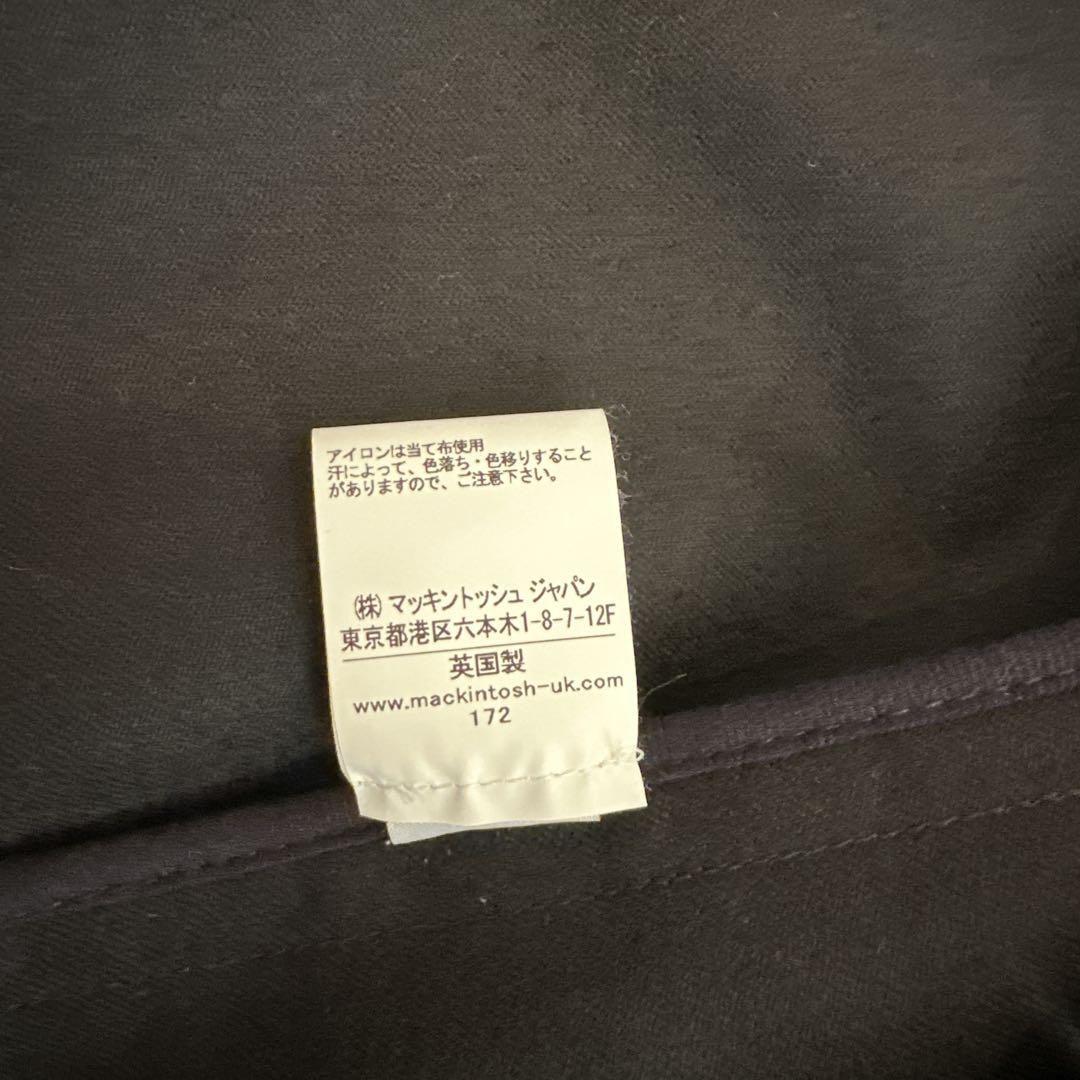 アイロンは当て布使用
汗によって、色落ち・色移りすること
がありますので、ご注意下さい。
㈱ マッキントッシュ ジャパン
東京都港区六本木1-8-7-12F
英国製
www.mackintosh-uk.com
172